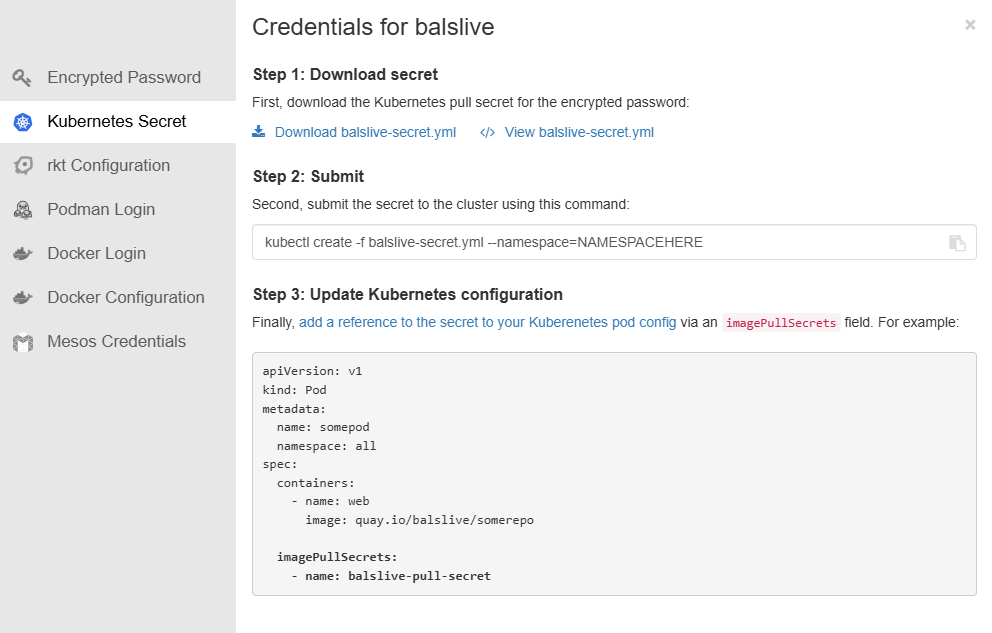 Credentials for balslive
×
Encrypted Password
Kubernetes Secret
rkt Configuration
Podman Login
Docker Login
Docker Configuration
Mesos Credentials
Step 1: Download secret
First, download the Kubernetes pull secret for the encrypted password:
Download balslive-secret.yml </> View balslive-secret.yml
Step 2: Submit
Second, submit the secret to the cluster using this command:
kubectl create -f balslive-secret.yml --namespace=NAMESPACEHERE
Step 3: Update Kubernetes configuration
Finally, add a reference to the secret to your Kuberenetes pod config via an imagePullSecrets field. For example:
apiVersion: v1
kind: Pod
metadata:
  name: somepod
  namespace: all
spec:
  containers:
    - name: web
      image: quay.io/balslive/somerepo
  imagePullSecrets:
    - name: balslive-pull-secret